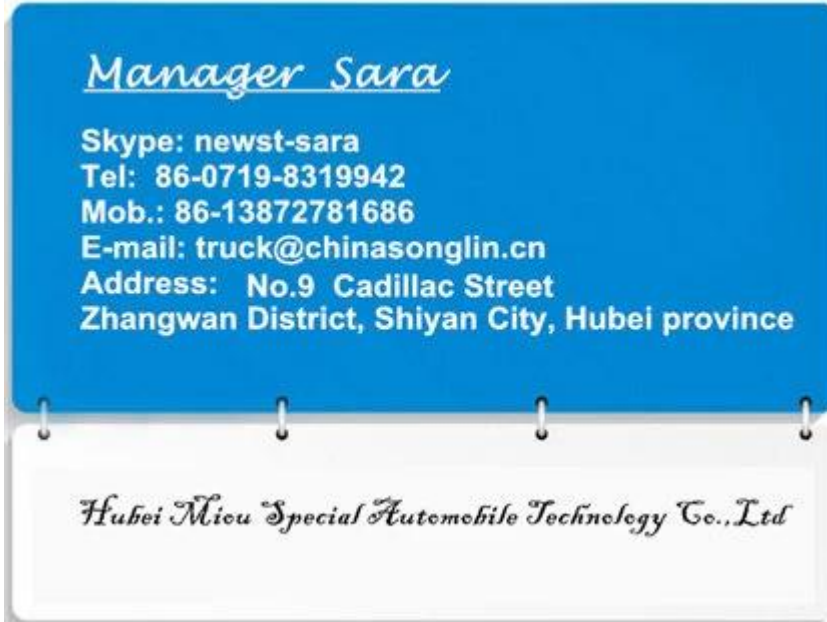 Manager Sara
Skype: newst-sara
Tel: 86-0719-8319942
Mob.: 86-13872781686
E-mail: truck@chinasonglin.cn
Address: No.9 Cadillac Street
Zhangwan District, Shiyan City, Hubei province
Hubei Miou Special Automobile Technology Co.,Ltd